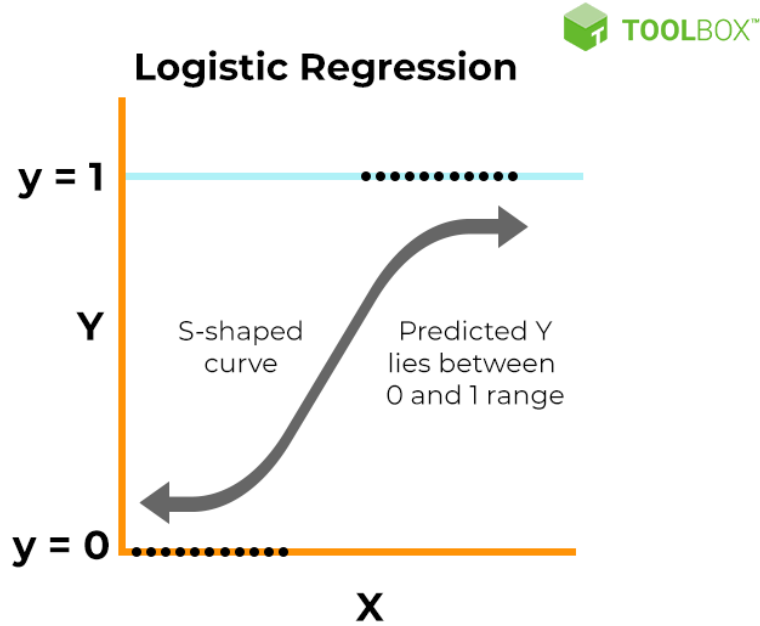 TOOLBOX™
Logistic Regression
y = 1
Y
S-shaped
curve
Predicted Y
lies between
0 and 1 range
y = 0
X